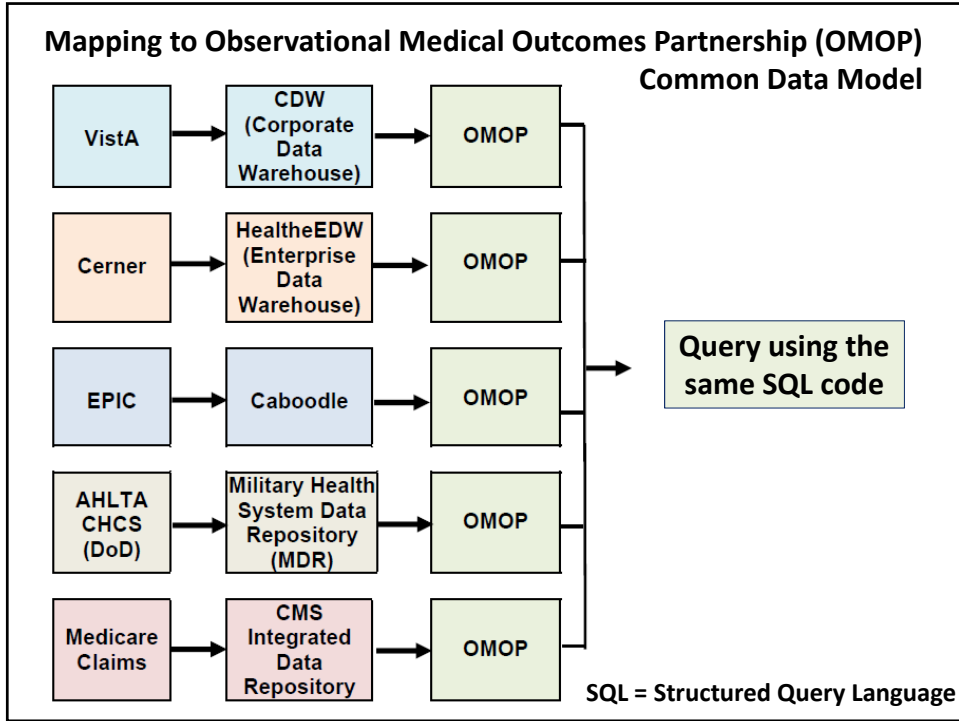 Mapping to Observational Medical Outcomes Partnership (OMOP)
Common Data Model
VistA
CDW
(Corporate
Data
Warehouse)
OMOP
Cerner
HealtheEDW
(Enterprise
Data
Warehouse)
OMOP
Query using the
same SQL code
EPIC
Caboodle
OMOP
AHLTA
CHCS
(DoD)
Military Health
System Data
Repository
(MDR)
OMOP
Medicare
Claims
CMS
Integrated
Data
Repository
OMOP
SQL = Structured Query Language